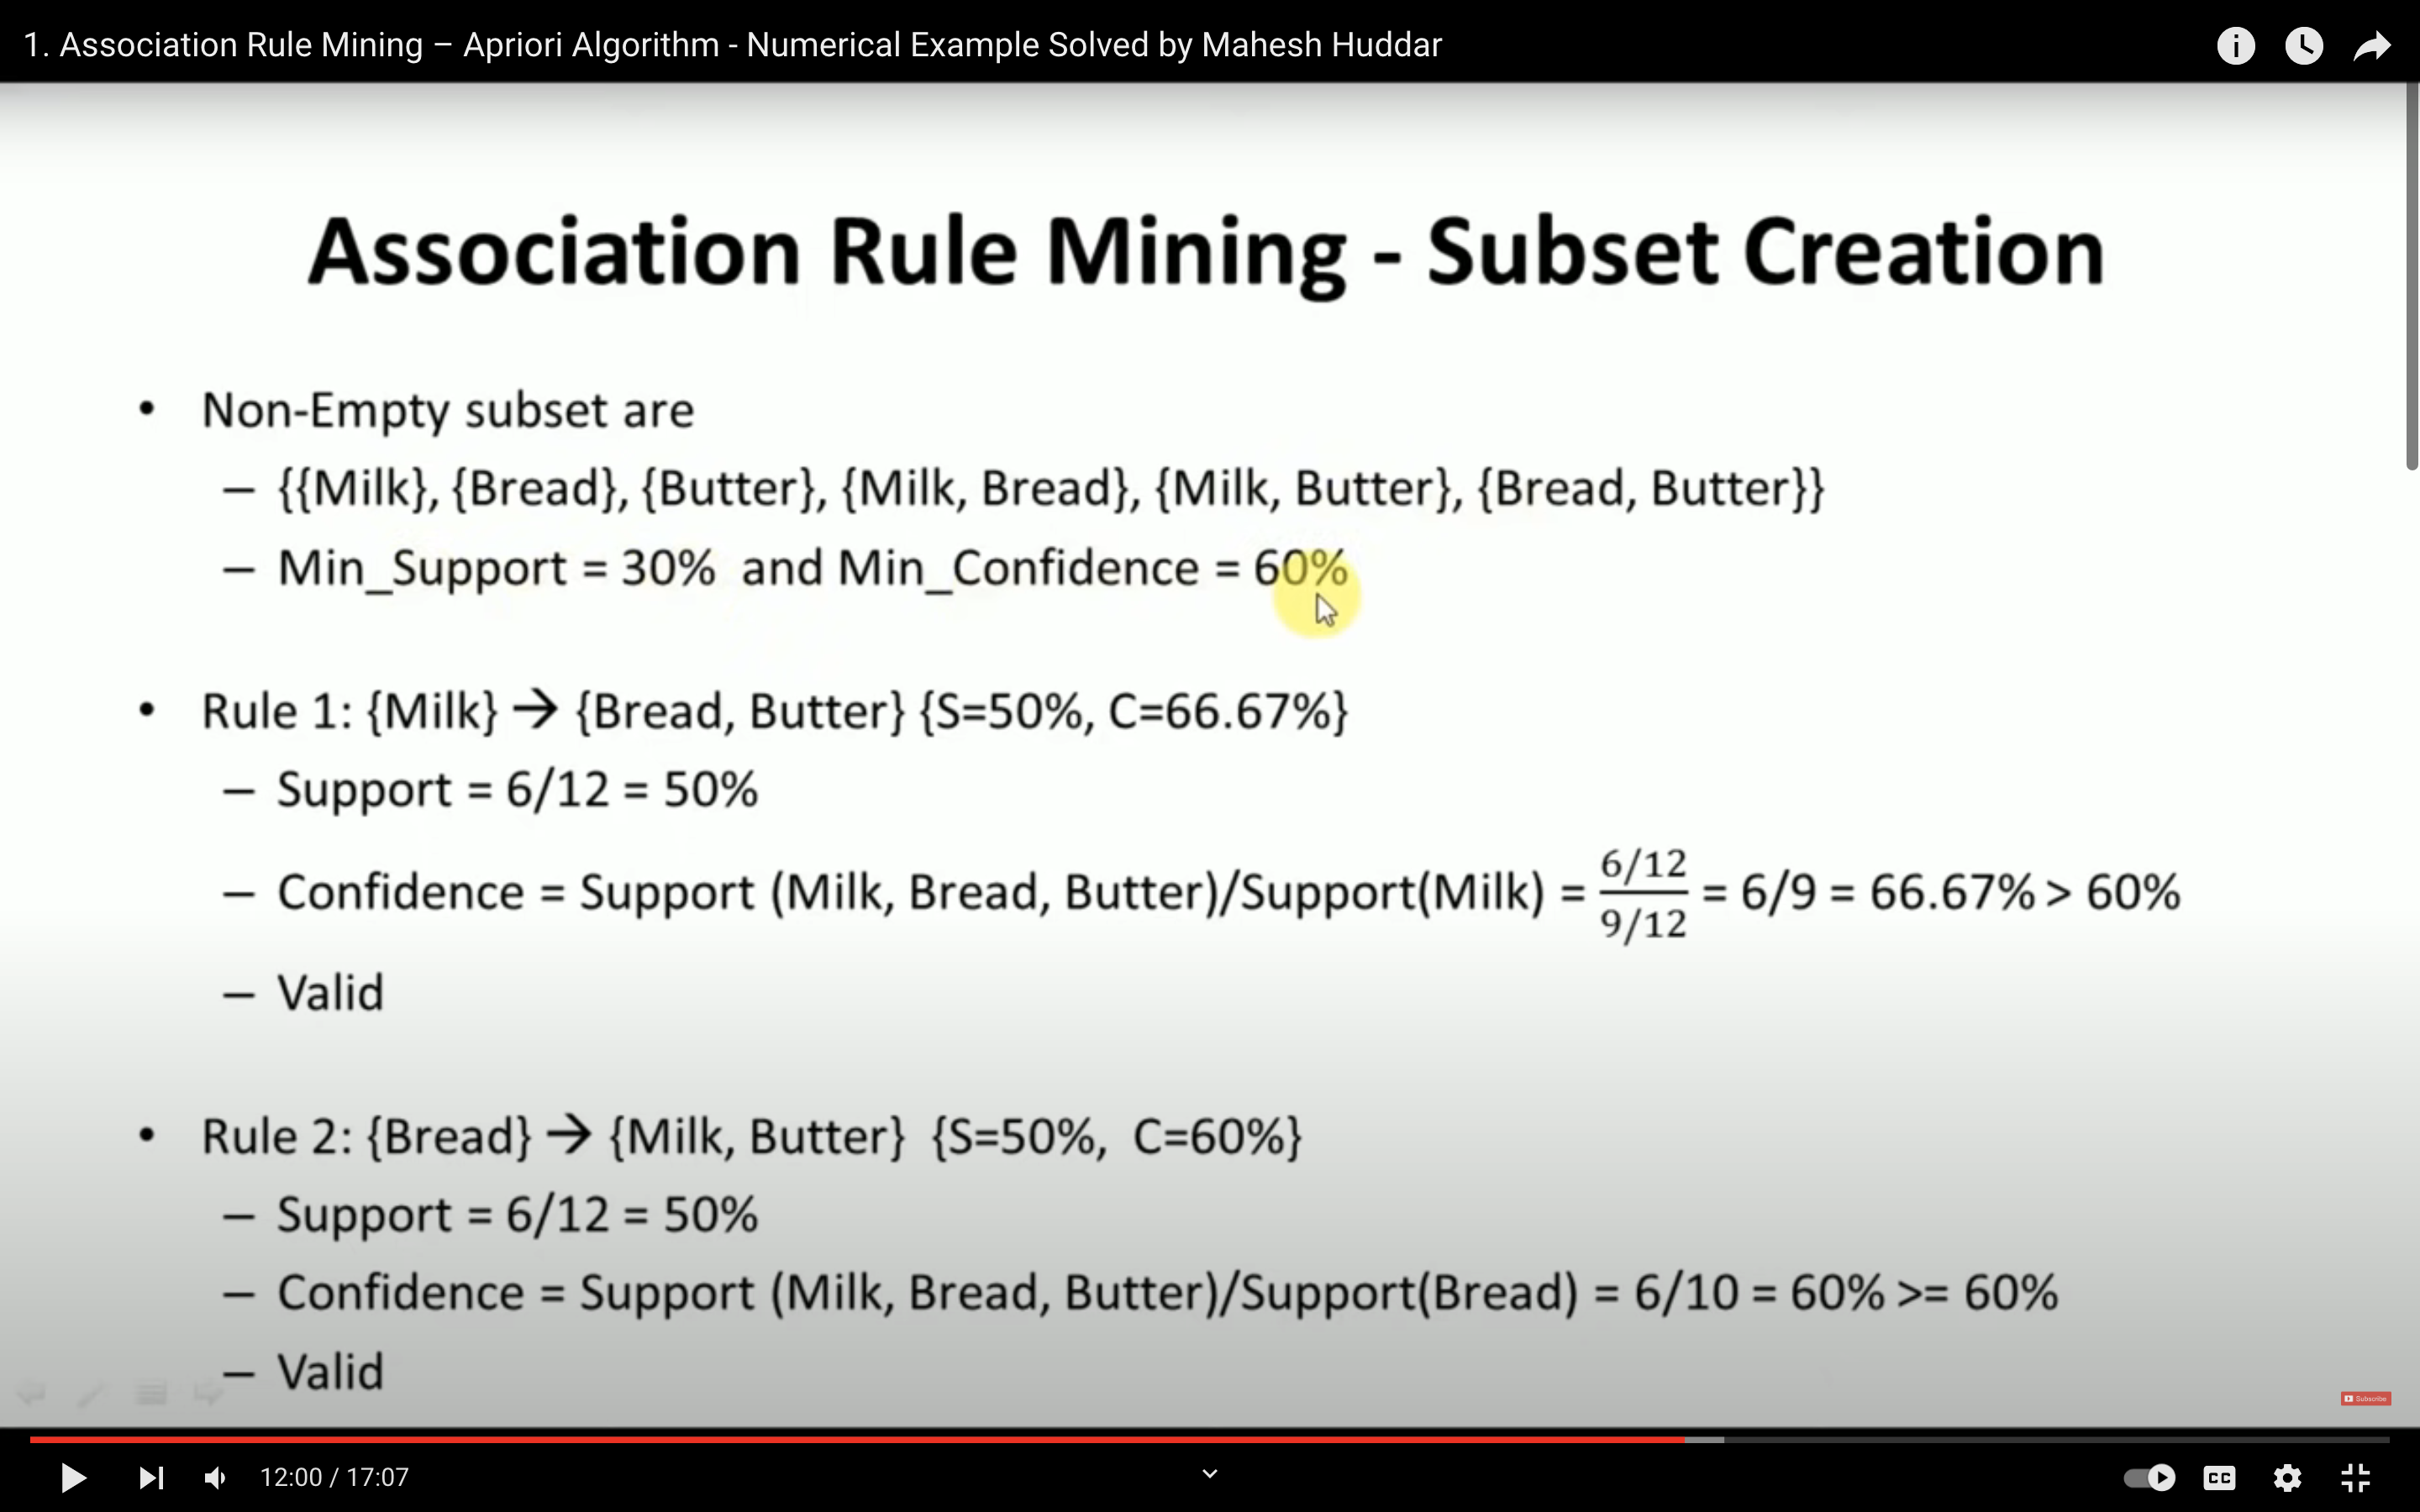 1. Association Rule Mining – Apriori Algorithm - Numerical Example Solved by Mahesh Huddar
Association Rule Mining - Subset Creation
• Non-Empty subset are
– {{Milk}, {Bread}, {Butter}, {Milk, Bread}, {Milk, Butter}, {Bread, Butter}}
– Min_Support = 30% and Min_Confidence = 60%
• Rule 1: {Milk} → {Bread, Butter} {S=50%, C=66.67%}
– Support = 6/12 = 50%
– Confidence = Support (Milk, Bread, Butter)/Support(Milk) = (6/12)/(9/12) = 6/9 = 66.67% > 60%
– Valid
• Rule 2: {Bread} → {Milk, Butter} {S=50%, C=60%}
– Support = 6/12 = 50%
– Confidence = Support (Milk, Bread, Butter)/Support(Bread) = 6/10 = 60% >= 60%
– Valid
Subscribe
12:00 / 17:07
CC